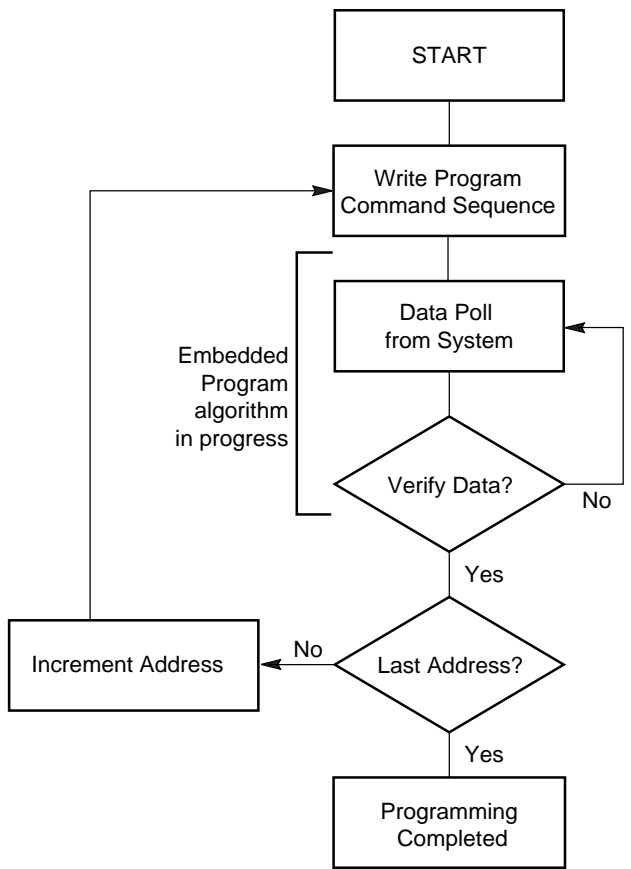 START
Write Program
Command Sequence
Data Poll
from System
Embedded
Program
algorithm
in progress
Verify Data?
No
Yes
No
Increment Address
Last Address?
Yes
Programming
Completed